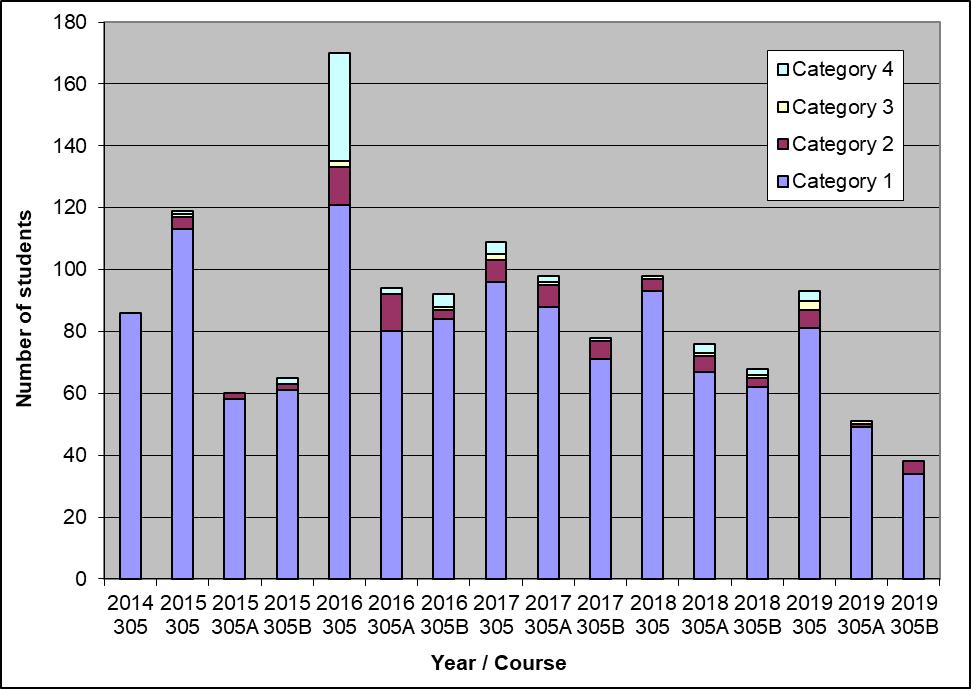 180
160
140
120
100
80
60
40
20
0
Number of students
Category 4
Category 3
Category 2
Category 1
2014 2015 2015 2015 2016 2016 2016 2017 2017 2017 2018 2018 2018 2019 2019 2019
305 305 305A 305B 305 305A 305B 305 305A 305B 305 305A 305B 305 305A 305B
Year / Course